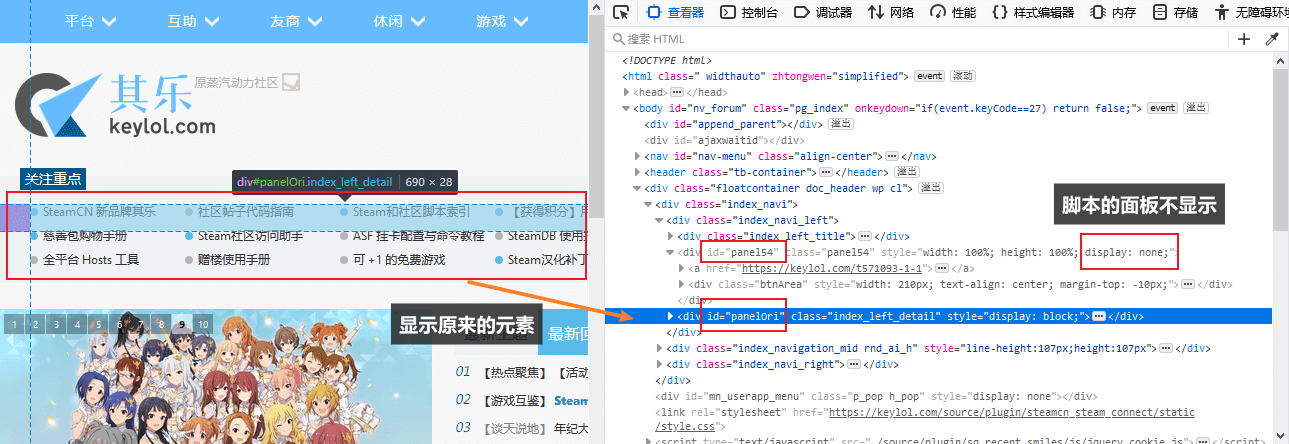 平台
互助
友商
休闲
游戏
其乐
原蒸汽动力社区
keylol.com
关注重点
div#panelOri.index_left_detail
690 × 28
SteamCN 新品牌其乐
社区帖子代码指南
Steam和社区脚本索引
【获得积分】用
慈善包购物手册
Steam社区访问助手
ASF 挂卡配置与命令教程
SteamDB 使用扌
全平台 Hosts 工具
赠楼使用手册
可 +1 的免费游戏
Steam汉化补丁
显示原来的元素
1 2 3 4 5 6 7 8 9 10
最新主题
最新回
01 【热点聚焦】【活动
02 【游戏互鉴】 Steam
03 【谈天说地】 年纪大
查看器
控制台
调试器
网络
性能
样式编辑器
内存
存储
无障碍环境
搜索 HTML
<!DOCTYPE html>
<html class=" widthauto" zhtongwen="simplified"> event 滚动
<head> ⋯ </head>
<body id="nv_forum" class="pg_index" onkeydown="if(event.keyCode==27) return false;"> event 溢出
<div id="append_parent"></div> 溢出
<div id="ajaxwaitid"></div>
<nav id="nav-menu" class="align-center"> ⋯ </nav>
<header class="tb-container"> ⋯ </header> 溢出
<div class="floatcontainer doc_header wp cl"> 溢出
<div class="index_navi">
<div class="index_navi_left">
<div class="index_left_title"> ⋯ </div>
<div id="panel54" class="panel54" style="width: 100%; height: 100%; display: none;">
<a href="https://keylol.com/t571093-1-1"> ⋯ </a>
<div class="btnArea" style="width: 210px; text-align: center; margin-top: -10px;"> ⋯ </div>
</div>
<div id="panelOri" class="index_left_detail" style="display: block;"> ⋯ </div>
</div>
<div class="index_navigation_mid rnd_ai_h" style="line-height:107px;height:107px"> ⋯ </div>
<div class="index_navi_right"> ⋯ </div>
</div>
<div id="mn_userapp_menu" class="p_pop h_pop" style="display: none"></div>
<link rel="stylesheet" href="https://keylol.com/source/plugin/steamcn_steam_connect/static
/style.css">
<script type="text/javascript" src="./source/plugin/sq_recent_smiles/js/jquery.cookie.js">
脚本的面板不显示